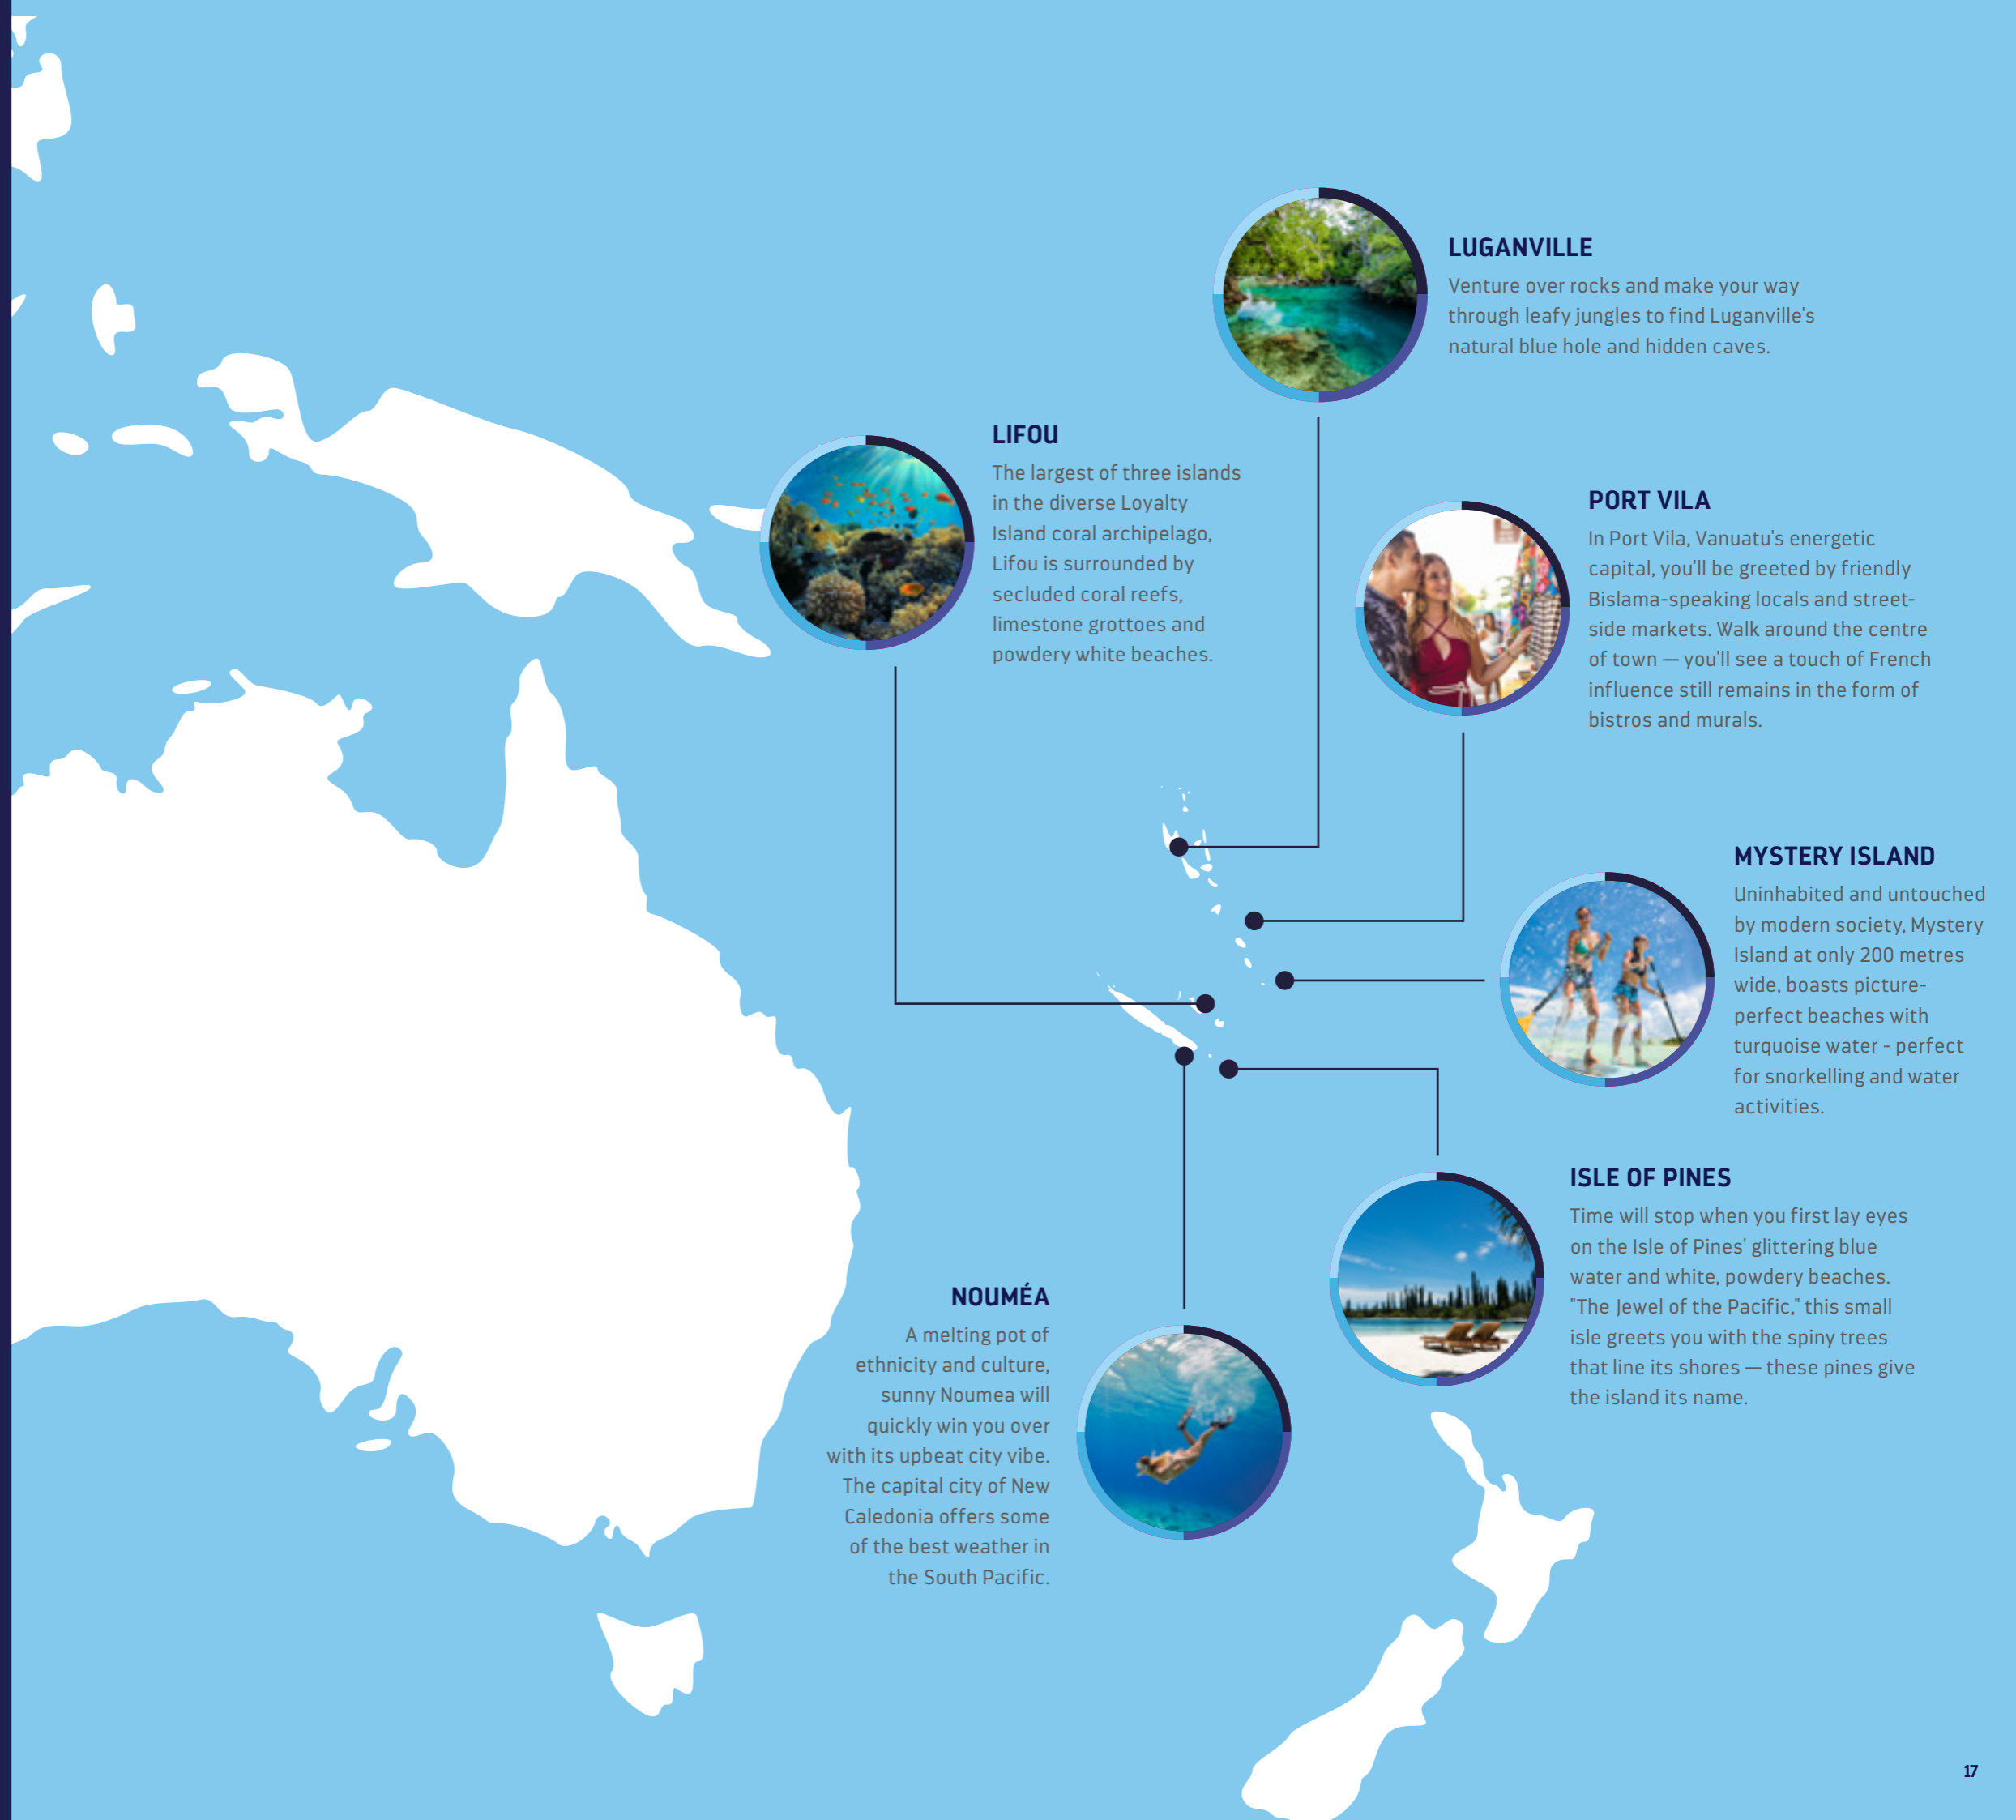 LUGANVILLE
Venture over rocks and make your way
through leafy jungles to find Luganville's
natural blue hole and hidden caves.
LIFOU
The largest of three islands
in the diverse Loyalty
Island coral archipelago,
Lifou is surrounded by
secluded coral reefs,
limestone grottoes and
powdery white beaches.
PORT VILA
In Port Vila, Vanuatu's energetic
capital, you'll be greeted by friendly
Bislama-speaking locals and street-
side markets. Walk around the centre
of town — you'll see a touch of French
influence still remains in the form of
bistros and murals.
MYSTERY ISLAND
Uninhabited and untouched
by modern society, Mystery
Island at only 200 metres
wide, boasts picture-
perfect beaches with
turquoise water - perfect
for snorkelling and water
activities.
ISLE OF PINES
Time will stop when you first lay eyes
on the Isle of Pines' glittering blue
water and white, powdery beaches.
"The Jewel of the Pacific," this small
isle greets you with the spiny trees
that line its shores — these pines give
the island its name.
NOUMÉA
A melting pot of
ethnicity and culture,
sunny Noumea will
quickly win you over
with its upbeat city vibe.
The capital city of New
Caledonia offers some
of the best weather in
the South Pacific.
17